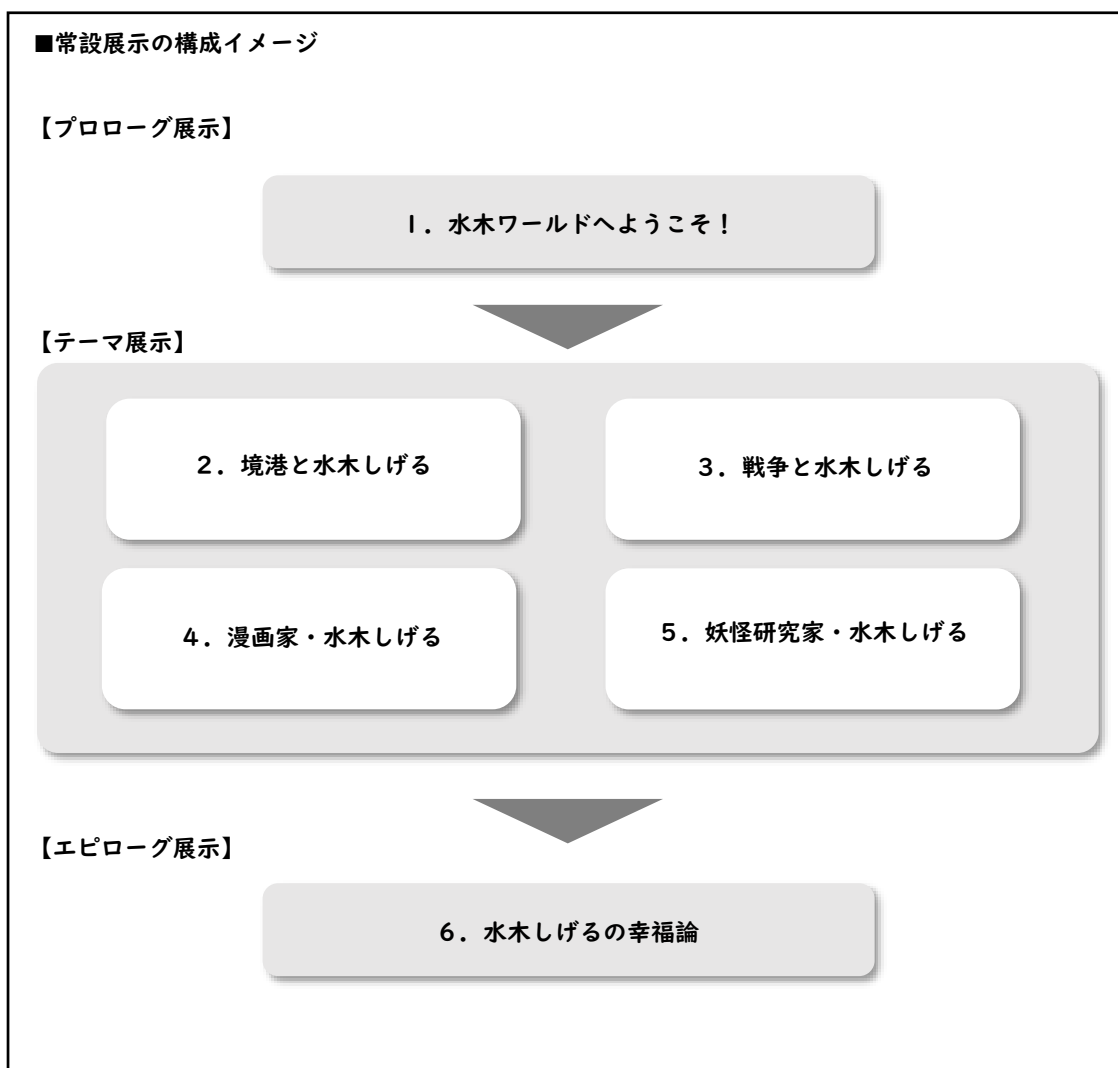 ■常設展示の構成イメージ
【プロローグ展示】
1．水木ワールドへようこそ！
【テーマ展示】
2．境港と水木しげる
3．戦争と水木しげる
4．漫画家・水木しげる
5．妖怪研究家・水木しげる
【エピローグ展示】
6．水木しげるの幸福論